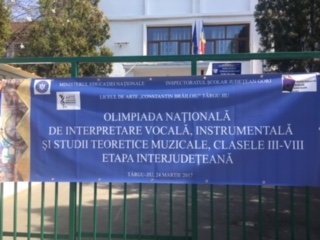 MINISTERUL EDUCAȚIEI NAȚIONALE INSPECTORATUL ȘCOLAR JUDEȚEAN GORJ
LICEUL DE ARTE „CONSTANTIN BRĂILOIU” TÂRGU JIU
OLIMPIADA NAȚIONALĂ
DE INTERPRETARE VOCALĂ, INSTRUMENTALĂ
ȘI STUDII TEORETICE MUZICALE, CLASELE III-VIII
ETAPA INTERJUDEȚEANĂ
TÂRGU-JIU, 24 MARTIE 2017